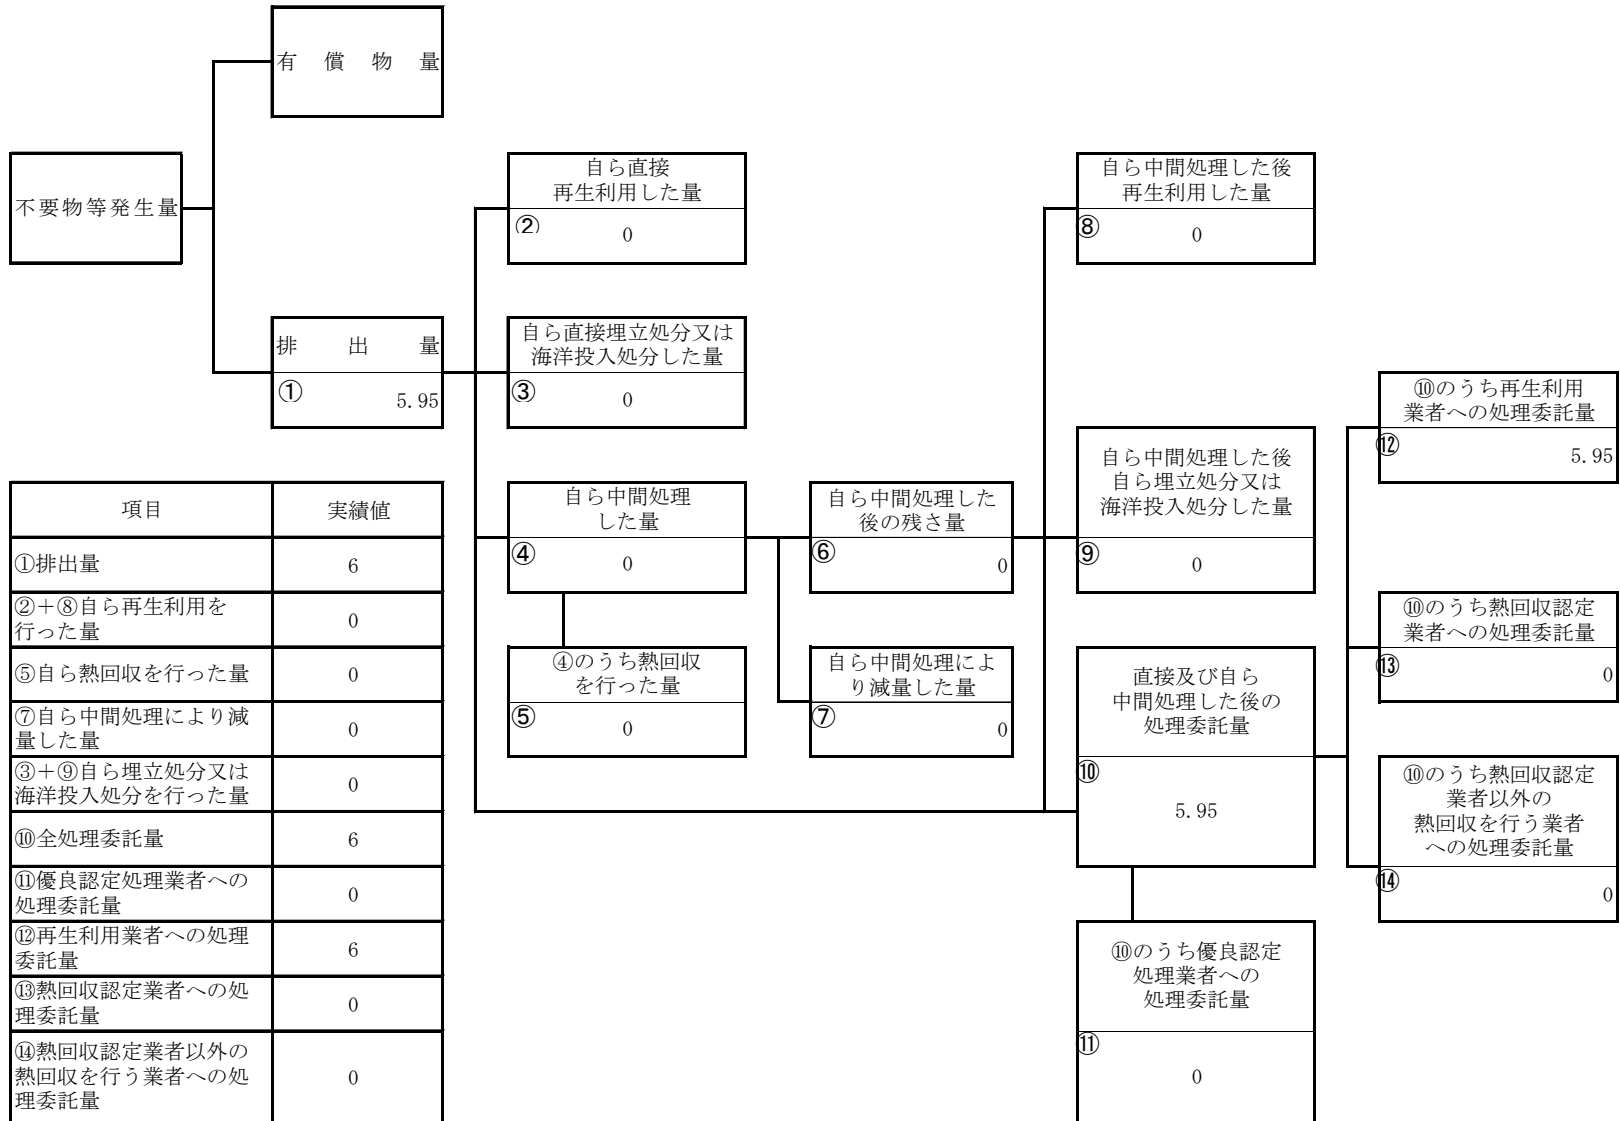 有償物量
不要物等発生量
排出量
①
5.95
自ら直接
再生利用した量
②
0
自ら直接埋立処分又は
海洋投入処分した量
③
0
自ら中間処理
した量
④
0
④のうち熱回収
を行った量
⑤
0
自ら中間処理した
後の残さ量
⑥
0
自ら中間処理によ
り減量した量
⑦
0
自ら中間処理した後
再生利用した量
⑧
0
自ら中間処理した後
自ら埋立処分又は
海洋投入処分した量
⑨
0
直接及び自ら
中間処理した後の
処理委託量
⑩
5.95
⑩のうち優良認定
処理業者への
処理委託量
⑪
0
⑩のうち再生利用
業者への処理委託量
⑫
5.95
⑩のうち熱回収認定
業者への処理委託量
⑬
0
⑩のうち熱回収認定
業者以外の
熱回収を行う業者
への処理委託量
⑭
0
項目 実績値
①排出量 6
②+⑧自ら再生利用を
行った量 0
⑤自ら熱回収を行った量 0
⑦自ら中間処理により減
量した量 0
③+⑨自ら埋立処分又は
海洋投入処分を行った量 0
⑩全処理委託量 6
⑪優良認定処理業者への
処理委託量 0
⑫再生利用業者への処理
委託量 6
⑬熱回収認定業者への処
理委託量 0
⑭熱回収認定業者以外の
熱回収を行う業者への処
理委託量 0